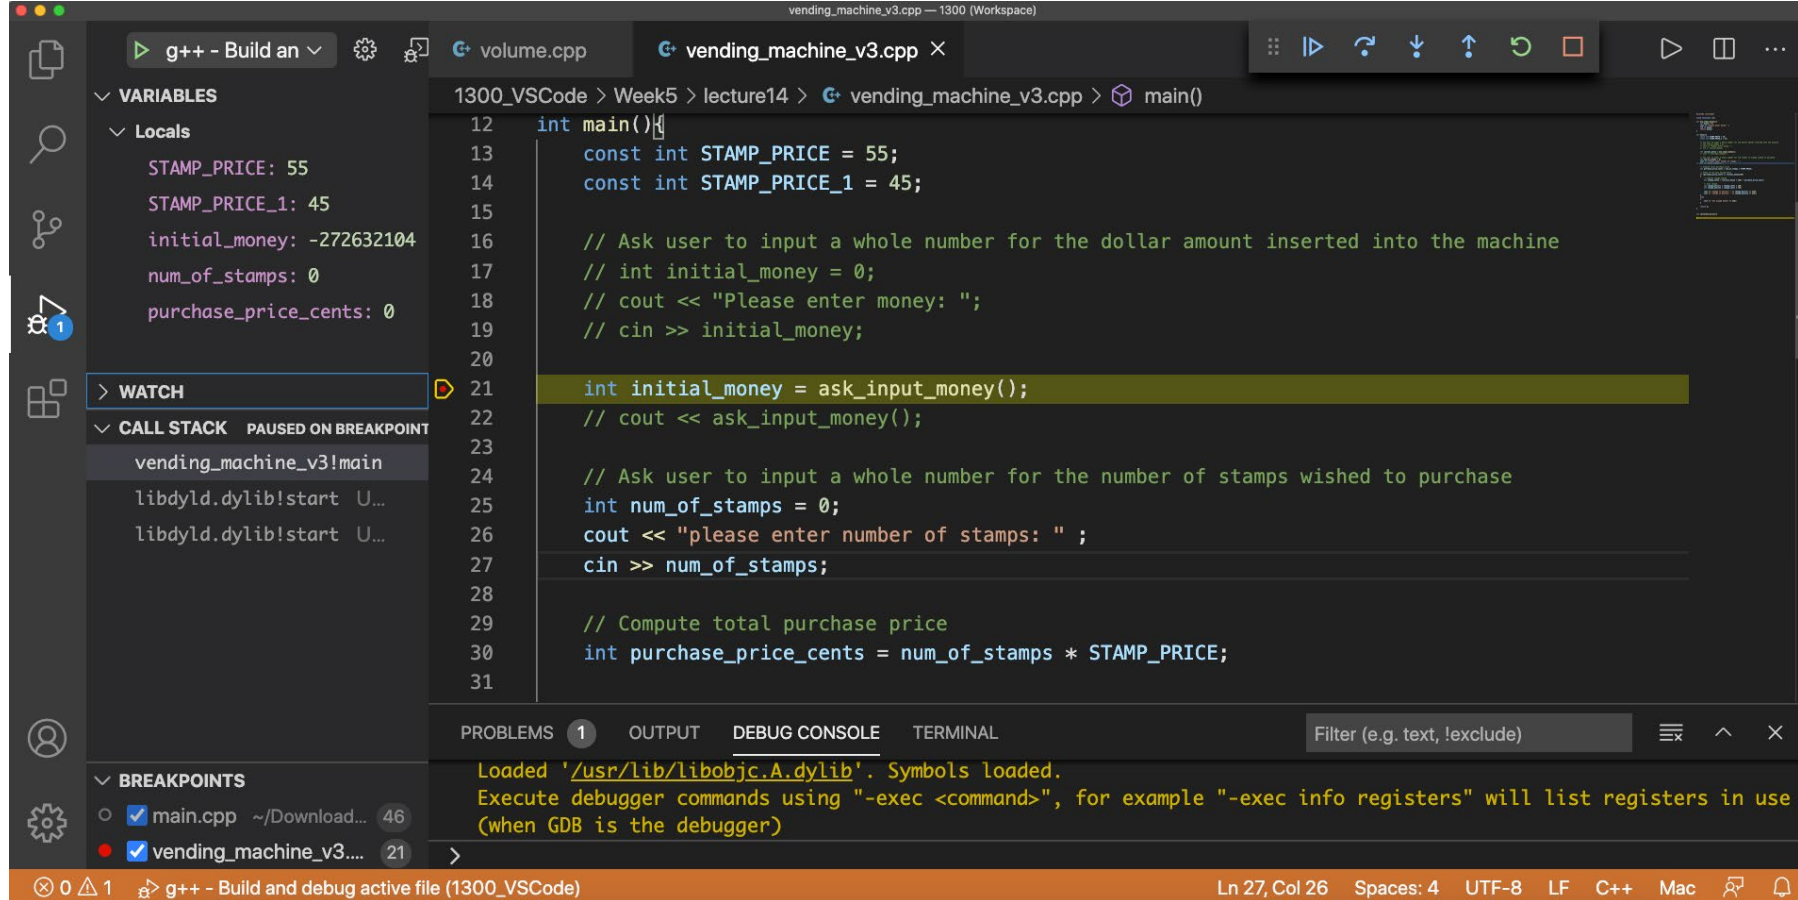 vending_machine_v3.cpp — 1300 (Workspace)
g++ - Build an
volume.cpp
vending_machine_v3.cpp
VARIABLES
Locals
STAMP_PRICE: 55
STAMP_PRICE_1: 45
initial_money: -272632104
num_of_stamps: 0
purchase_price_cents: 0
WATCH
CALL STACK PAUSED ON BREAKPOINT
vending_machine_v3!main
libdyld.dylib!start U...
libdyld.dylib!start U...
BREAKPOINTS
main.cpp ~/Download... 46
vending_machine_v3.... 21
1
1300_VSCode > Week5 > lecture14 > vending_machine_v3.cpp > main()
12 int main(){
13 const int STAMP_PRICE = 55;
14 const int STAMP_PRICE_1 = 45;
15
16 // Ask user to input a whole number for the dollar amount inserted into the machine
17 // int initial_money = 0;
18 // cout << "Please enter money: ";
19 // cin >> initial_money;
20
21 int initial_money = ask_input_money();
22 // cout << ask_input_money();
23
24 // Ask user to input a whole number for the number of stamps wished to purchase
25 int num_of_stamps = 0;
26 cout << "please enter number of stamps: " ;
27 cin >> num_of_stamps;
28
29 // Compute total purchase price
30 int purchase_price_cents = num_of_stamps * STAMP_PRICE;
31
PROBLEMS 1 OUTPUT DEBUG CONSOLE TERMINAL Filter (e.g. text, !exclude)
Loaded '/usr/lib/libobjc.A.dylib'. Symbols loaded.
Execute debugger commands using "-exec <command>", for example "-exec info registers" will list registers in use
(when GDB is the debugger)
>
0 1 g++ - Build and debug active file (1300_VSCode) Ln 27, Col 26 Spaces: 4 UTF-8 LF C++ Mac